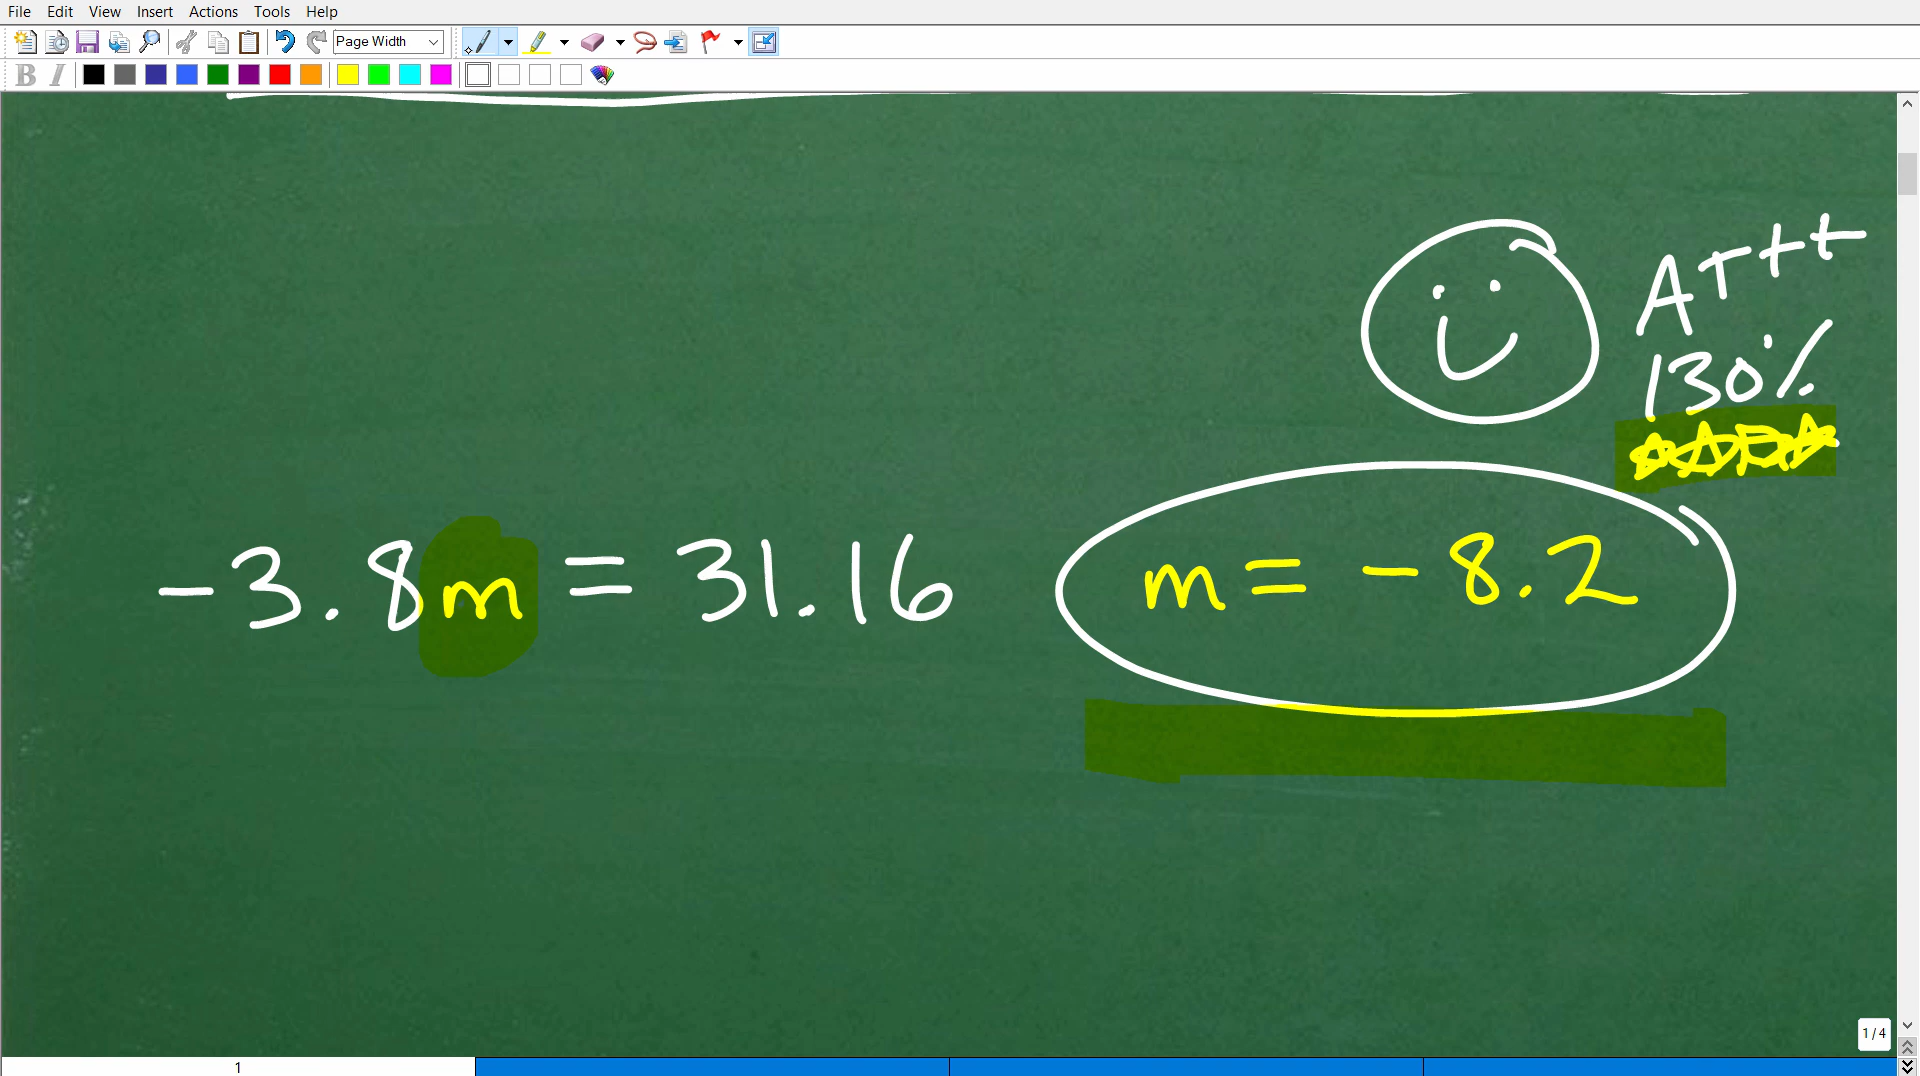 File Edit View Insert Actions Tools Help
Page Width
B I
A+++
130%
-3.8m = 31.16 m = -8.2
1 / 4
1